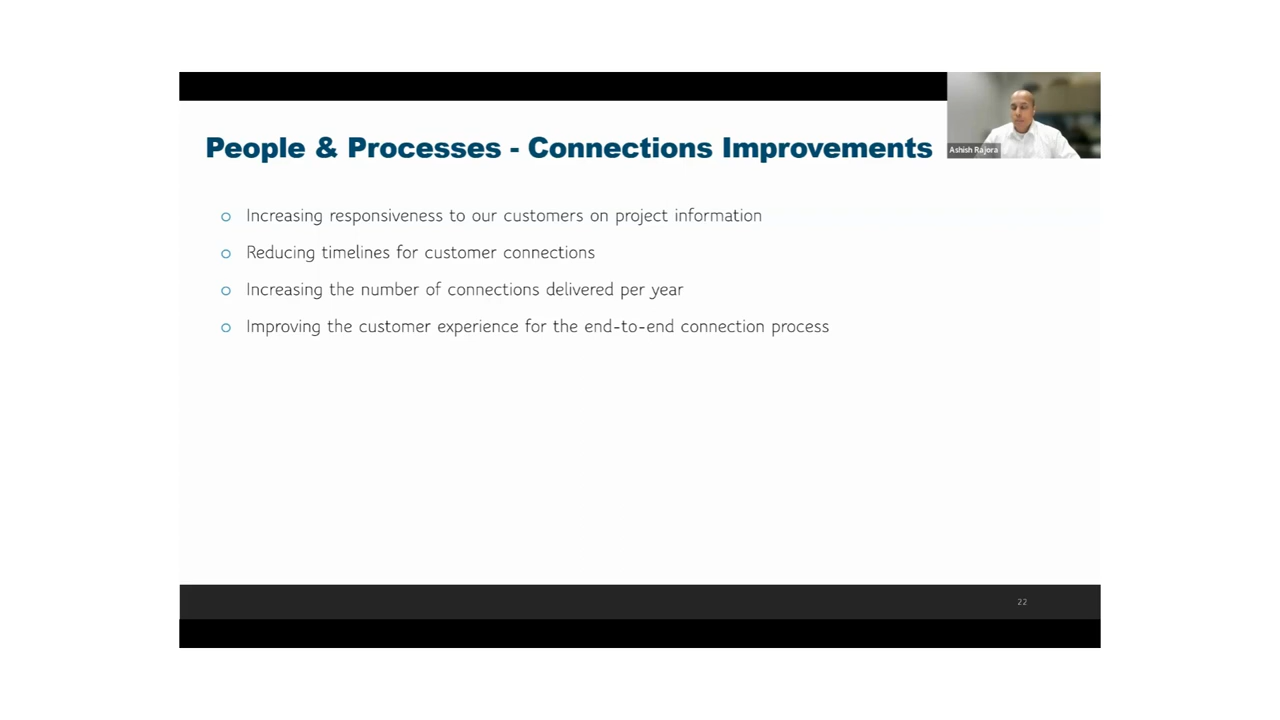 People & Processes - Connections Improvements
Ashish Rajora
Increasing responsiveness to our customers on project information
Reducing timelines for customer connections
Increasing the number of connections delivered per year
Improving the customer experience for the end-to-end connection process
22